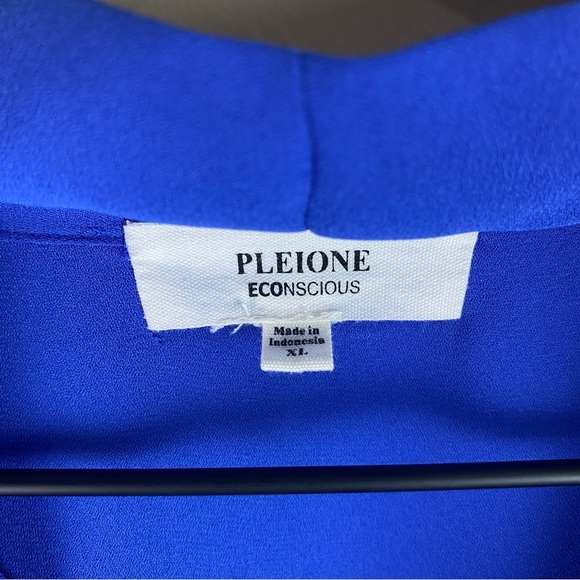 PLEIONE
ECONSCIOUS
Made in
Indonesia
XL